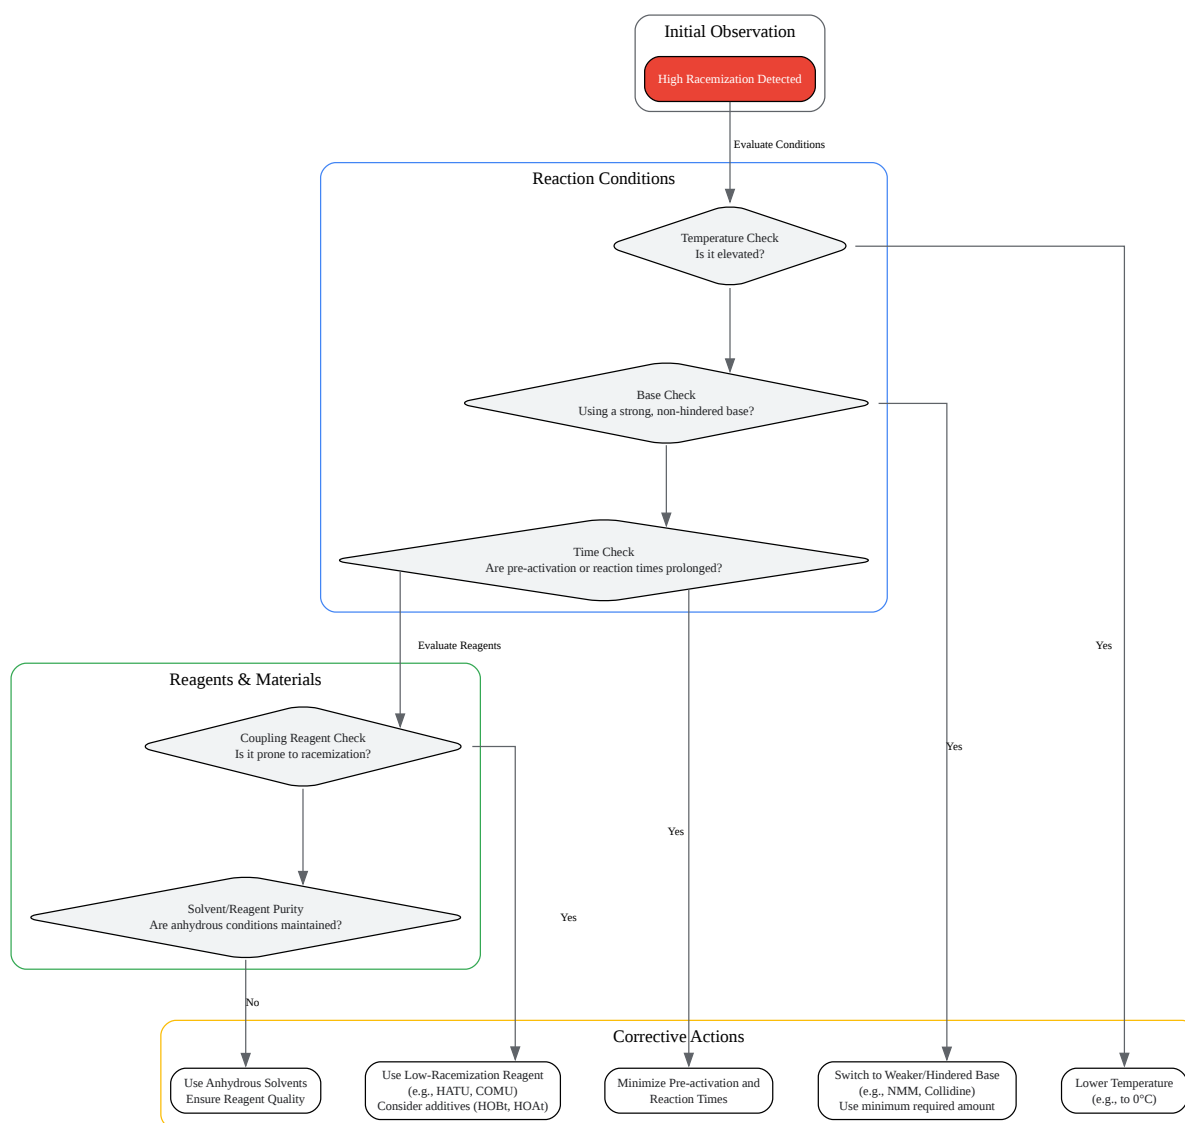 Initial Observation
High Racemization Detected
Evaluate Conditions
Reaction Conditions
Temperature Check
Is it elevated?
Base Check
Using a strong, non-hindered base?
Time Check
Are pre-activation or reaction times prolonged?
Evaluate Reagents
Yes
Reagents & Materials
Coupling Reagent Check
Is it prone to racemization?
Yes
Yes
Solvent/Reagent Purity
Are anhydrous conditions maintained?
Yes
No
Corrective Actions
Use Anhydrous Solvents
Ensure Reagent Quality
Use Low-Racemization Reagent
(e.g., HATU, COMU)
Consider additives (HOBt, HOAt)
Minimize Pre-activation and
Reaction Times
Switch to Weaker/Hindered Base
(e.g., NMM, Collidine)
Use minimum required amount
Lower Temperature
(e.g., to 0°C)